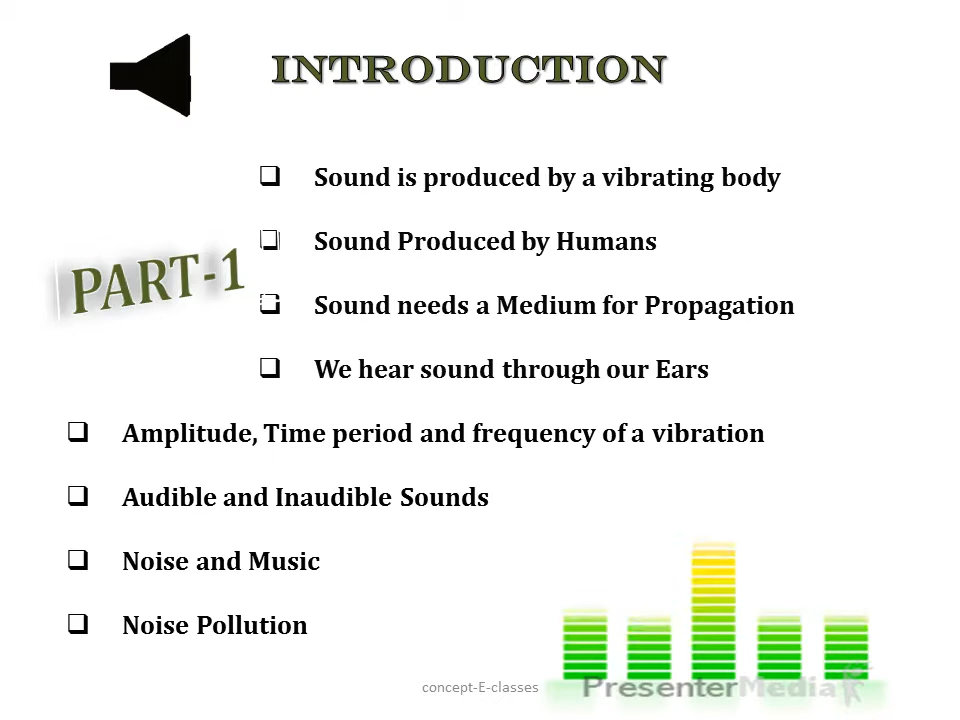 INTRODUCTION
Sound is produced by a vibrating body
Sound Produced by Humans
PART-1
Sound needs a Medium for Propagation
We hear sound through our Ears
Amplitude, Time period and frequency of a vibration
Audible and Inaudible Sounds
Noise and Music
Noise Pollution
concept-E-classes
PresenterMedia